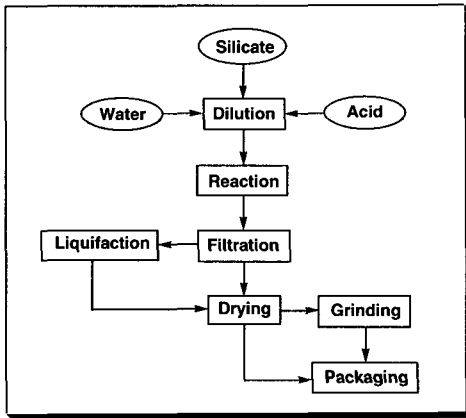 Silicate
Water
Dilution
Acid
Reaction
Liquifaction
Filtration
Drying
Grinding
Packaging